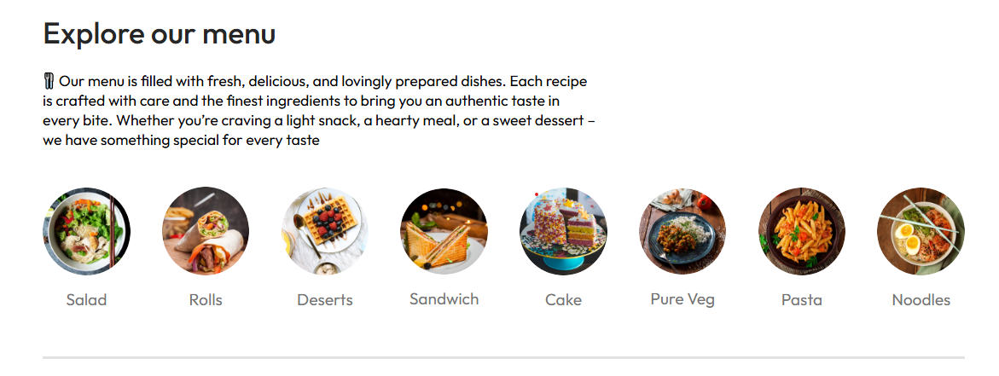 Explore our menu
🍴 Our menu is filled with fresh, delicious, and lovingly prepared dishes. Each recipe
is crafted with care and the finest ingredients to bring you an authentic taste in
every bite. Whether you’re craving a light snack, a hearty meal, or a sweet dessert –
we have something special for every taste
Salad Rolls Deserts Sandwich Cake Pure Veg Pasta Noodles